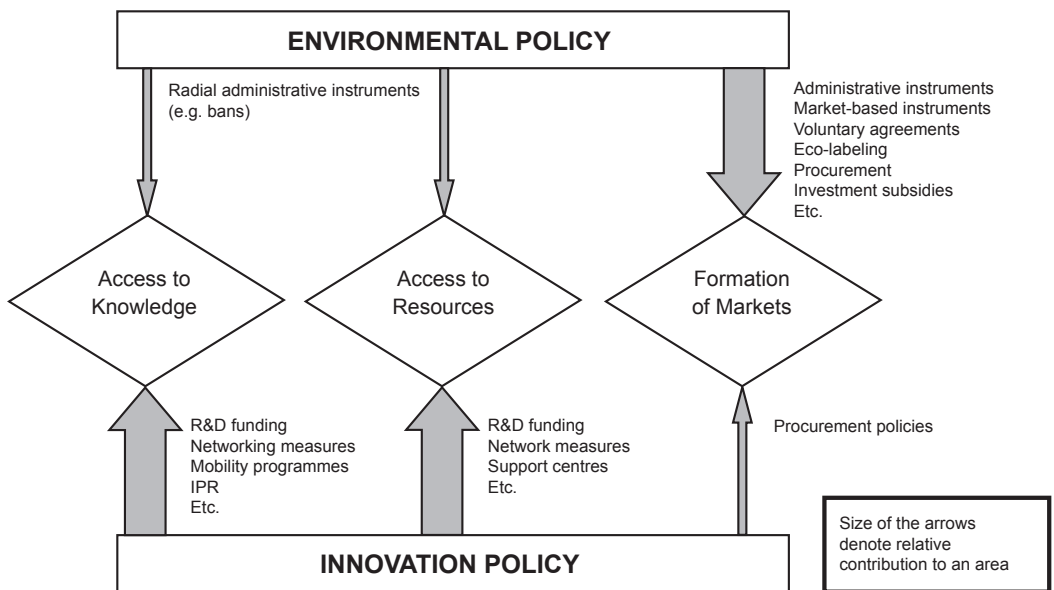 ENVIRONMENTAL POLICY
Radial administrative instruments
(e.g. bans)
Administrative instruments
Market-based instruments
Voluntary agreements
Eco-labeling
Procurement
Investment subsidies
Etc.
Access to
Knowledge
Access to
Resources
Formation
of Markets
R&D funding
Networking measures
Mobility programmes
IPR
Etc.
R&D funding
Network measures
Support centres
Etc.
Procurement policies
INNOVATION POLICY
Size of the arrows
denote relative
contribution to an area